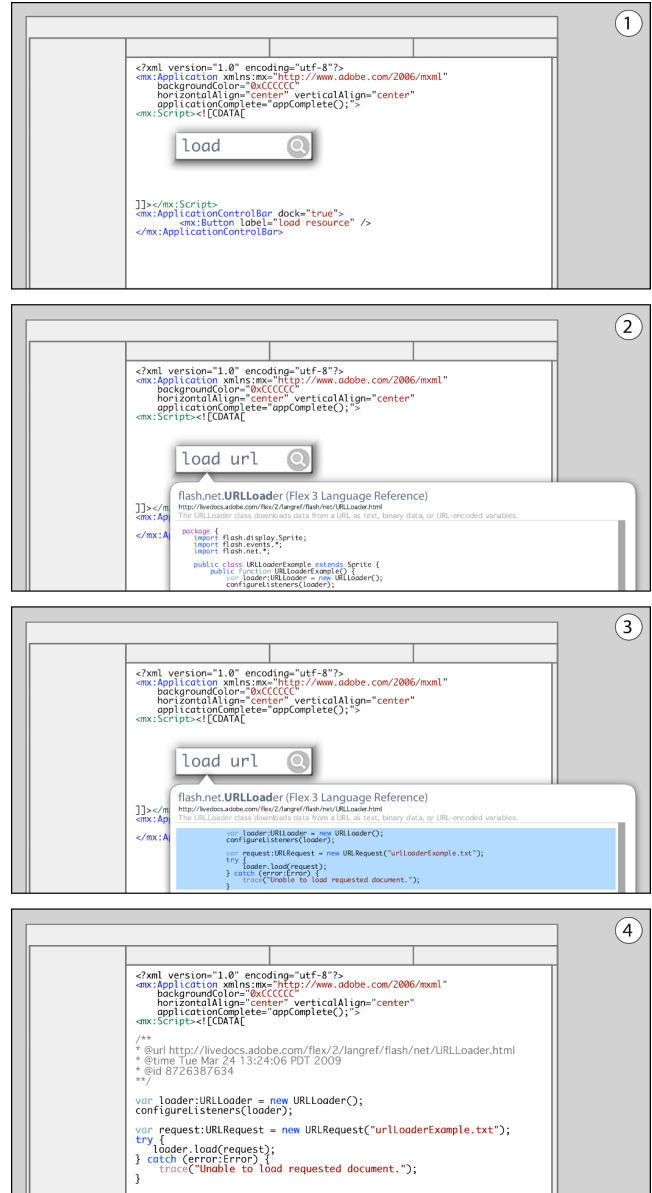 1
<?xml version="1.0" encoding="utf-8"?>
<mx:Application xmlns:mx="http://www.adobe.com/2006/mxml"
backgroundColor="0xCCCCCC"
horizontalAlign="center" verticalAlign="center"
applicationComplete="appComplete();">
<mx:Script><![CDATA[
load
]]></mx:Script>
<mx:ApplicationControlBar dock="true">
<mx:Button label="load resource" />
</mx:ApplicationControlBar>
2
<?xml version="1.0" encoding="utf-8"?>
<mx:Application xmlns:mx="http://www.adobe.com/2006/mxml"
backgroundColor="0xCCCCCC"
horizontalAlign="center" verticalAlign="center"
applicationComplete="appComplete();">
<mx:Script><![CDATA[
load url
flash.net.URLLoader (Flex 3 Language Reference)
http://livedocs.adobe.com/flex/2/langref/flash/net/URLLoader.html
]]></m
The URLLoader class downloads data from a URL as text, binary data, or URL-encoded variables.
<mx:Ap
package {
import flash.display.Sprite;
</mx:A
import flash.events.*;
import flash.net.*;
public class URLLoaderExample extends Sprite {
public function URLLoaderExample() {
var loader:URLLoader = new URLLoader();
configureListeners(loader);
3
<?xml version="1.0" encoding="utf-8"?>
<mx:Application xmlns:mx="http://www.adobe.com/2006/mxml"
backgroundColor="0xCCCCCC"
horizontalAlign="center" verticalAlign="center"
applicationComplete="appComplete();">
<mx:Script><![CDATA[
load url
flash.net.URLLoader (Flex 3 Language Reference)
http://livedocs.adobe.com/flex/2/langref/flash/net/URLLoader.html
]]></m
The URLLoader class downloads data from a URL as text, binary data, or URL-encoded variables.
<mx:Ap
var loader:URLLoader = new URLLoader();
</mx:A
configureListeners(loader);
var request:URLRequest = new URLRequest("urlLoaderExample.txt");
try {
loader.load(request);
} catch (error:Error) {
trace("Unable to load requested document.");
}
4
<?xml version="1.0" encoding="utf-8"?>
<mx:Application xmlns:mx="http://www.adobe.com/2006/mxml"
backgroundColor="0xCCCCCC"
horizontalAlign="center" verticalAlign="center"
applicationComplete="appComplete();">
<mx:Script><![CDATA[
/**
* @url http://livedocs.adobe.com/flex/2/langref/flash/net/URLLoader.html
* @time Tue Mar 24 13:24:06 PDT 2009
* @id 8726387634
**/
var loader:URLLoader = new URLLoader();
configureListeners(loader);
var request:URLRequest = new URLRequest("urlLoaderExample.txt");
try {
loader.load(request);
} catch (error:Error) {
trace("Unable to load requested document.");
}